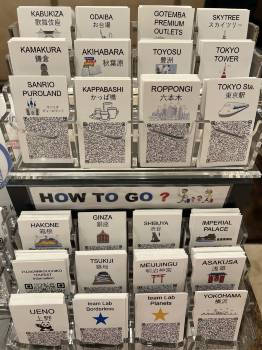 KABUKIZA
歌舞伎座
ODAIBA
お台場
GOTEMBA
PREMIUM
OUTLETS
SKYTREE
スカイツリー
KAMAKURA
鎌倉
AKIHABARA
秋葉原
TOYOSU
豊洲
TOKYO
TOWER
SANRIO
PUROLAND
KAPPABASHI
かっぱ橋
ROPPONGI
六本木
TOKYO Sta.
東京駅
HOW TO GO ?
HAKONE
箱根
GINZA
銀座
SHIBUYA
渋谷
IMPERIAL
PALACE
TSUKIJI
築地
MEIJIJINGU
明治神宮
ASAKUSA
浅草
UENO
上野
team Lab
Borderless
team Lab
Planets
YOKOHAMA
横浜